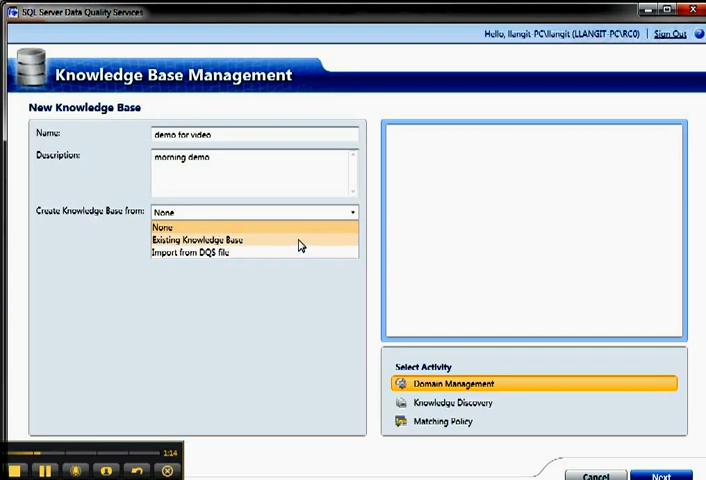 SQL Server Data Quality Services
Hello, llangit-PC\llangit (LLANGIT-PC\RC0) | Sign Out
Knowledge Base Management
New Knowledge Base
Name: demo for video
Description: morning demo
Create Knowledge Base from: None
None
Existing Knowledge Base
Import from DQS file
Select Activity
Domain Management
Knowledge Discovery
Matching Policy
1:14
Cancel Next